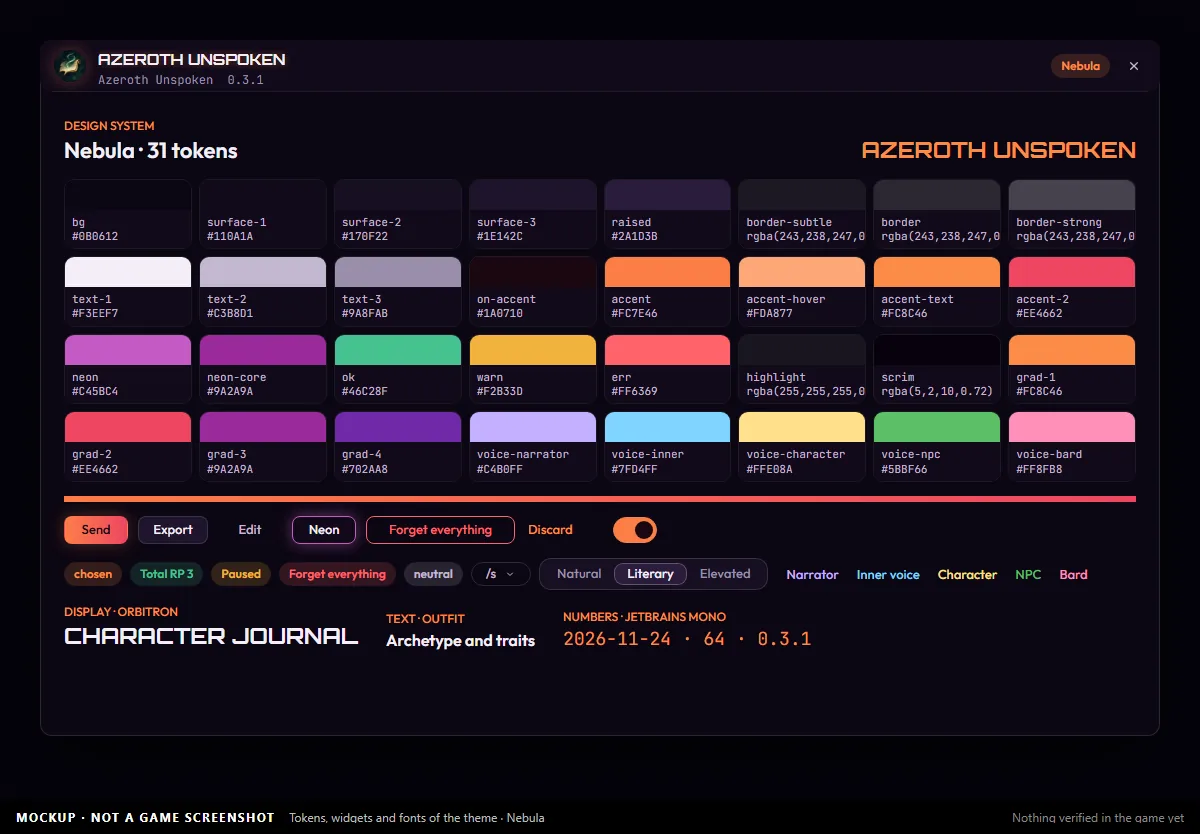 AZEROTH UNSPOKEN
Azeroth Unspoken 0.3.1
Nebula
×
DESIGN SYSTEM
Nebula · 31 tokens
AZEROTH UNSPOKEN
bg
#0B0612
surface-1
#110A1A
surface-2
#170F22
surface-3
#1E142C
raised
#2A1D3B
border-subtle
rgba(243,238,247,0
border
rgba(243,238,247,0
border-strong
rgba(243,238,247,0
text-1
#F3EEF7
text-2
#C3B8D1
text-3
#9A8FAB
on-accent
#1A0710
accent
#FC7E46
accent-hover
#FDA877
accent-text
#FC8C46
accent-2
#EE4662
neon
#C45BC4
neon-core
#9A2A9A
ok
#46C28F
warn
#F2B33D
err
#FF6369
highlight
rgba(255,255,255,0
scrim
rgba(5,2,10,0.72)
grad-1
#FC8C46
grad-2
#EE4662
grad-3
#9A2A9A
grad-4
#702AA8
voice-narrator
#C4B0FF
voice-inner
#7FD4FF
voice-character
#FFE08A
voice-npc
#5BBF66
voice-bard
#FF8FB8
Send
Export
Edit
Neon
Forget everything
Discard
chosen
Total RP 3
Paused
Forget everything
neutral
/s
Natural
Literary
Elevated
Narrator
Inner voice
Character
NPC
Bard
DISPLAY · ORBITRON
CHARACTER JOURNAL
TEXT · OUTFIT
Archetype and traits
NUMBERS · JETBRAINS MONO
2026-11-24 · 64 · 0.3.1
MOCKUP · NOT A GAME SCREENSHOT
Tokens, widgets and fonts of the theme · Nebula
Nothing verified in the game yet